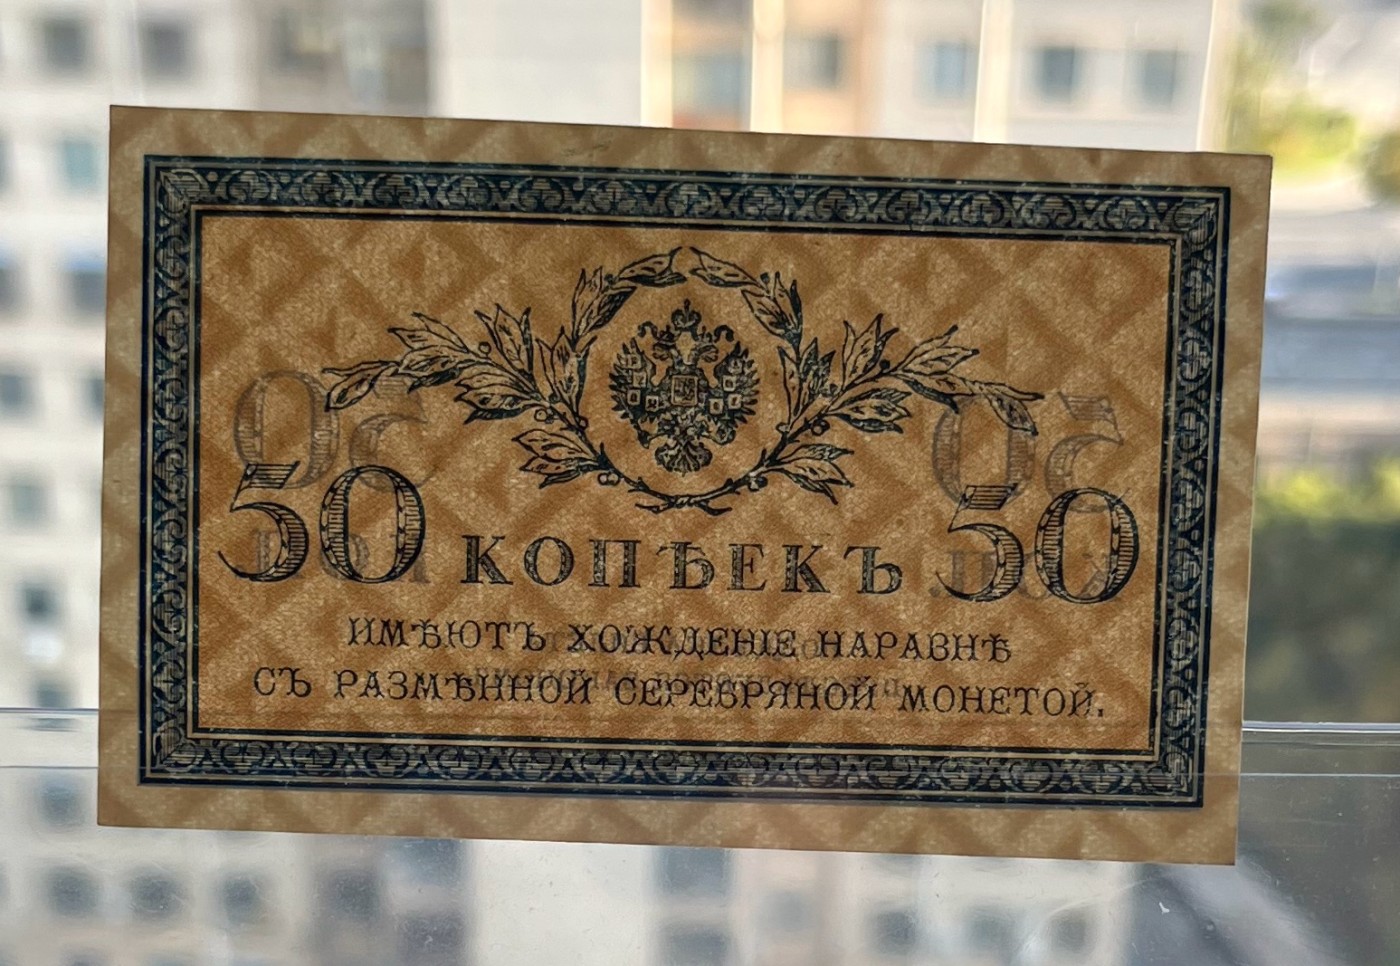 50 КОПѢЕКЪ 50
ИМѢЮТЪ ХОЖДЕНІЕ НАРАВНѢ
СЪ РАЗМѢННОЙ СЕРЕБРЯНОЙ МОНЕТОЙ.